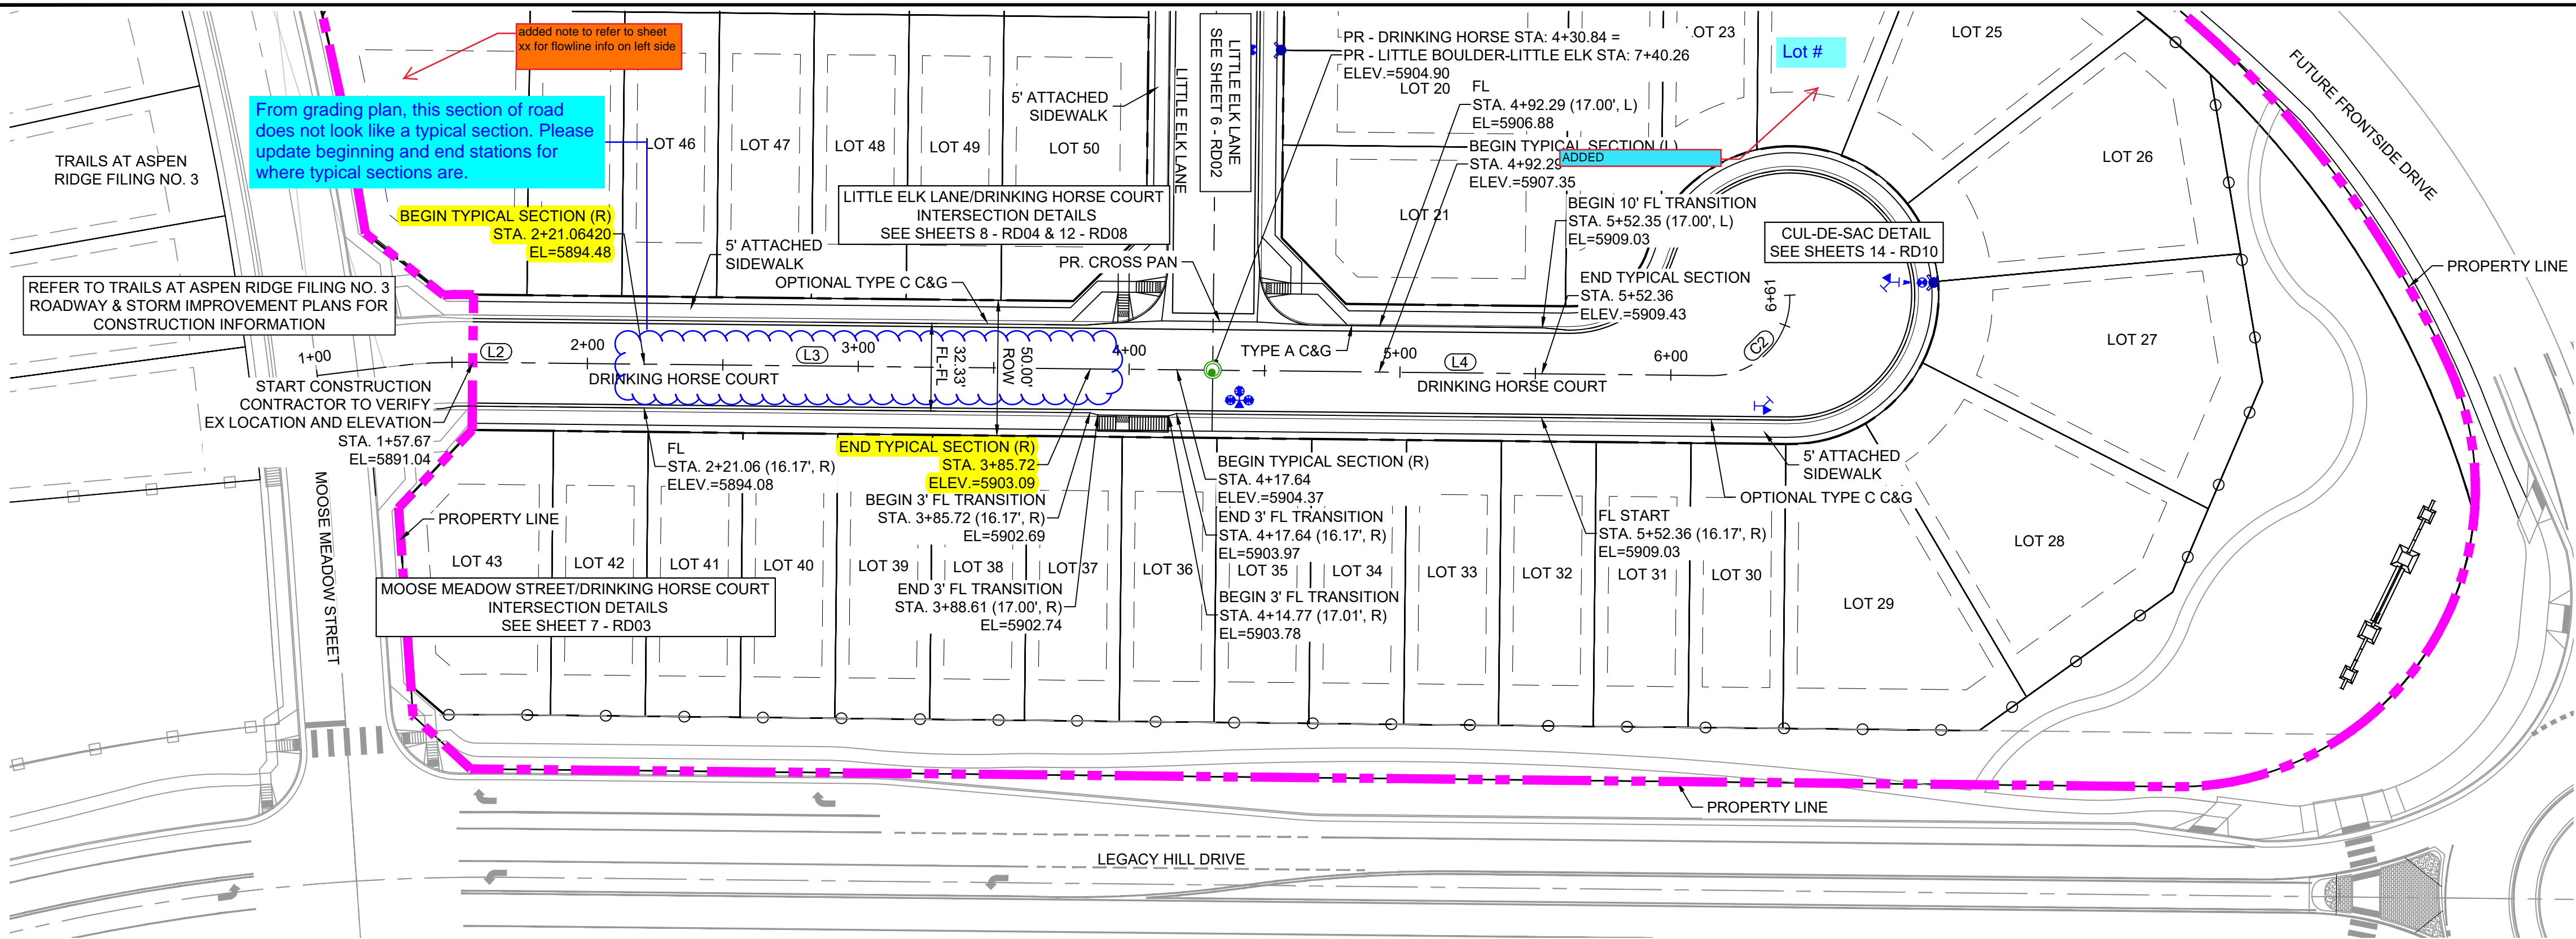 added note to refer to sheet
xx for flowline info on left side
From grading plan, this section of road
does not look like a typical section. Please
update beginning and end stations for
where typical sections are.
TRAILS AT ASPEN
RIDGE FILING NO. 3
BEGIN TYPICAL SECTION (R)
STA. 2+21.06420
EL=5894.48
REFER TO TRAILS AT ASPEN RIDGE FILING NO. 3
ROADWAY & STORM IMPROVEMENT PLANS FOR
CONSTRUCTION INFORMATION
LOT 46
LOT 47
LOT 48
LOT 49
LOT 50
5' ATTACHED
SIDEWALK
LITTLE ELK LANE
LITTLE ELK LANE
SEE SHEET 6 - RD02
LITTLE ELK LANE/DRINKING HORSE COURT
INTERSECTION DETAILS
SEE SHEETS 8 - RD04 & 12 - RD08
5' ATTACHED
SIDEWALK
OPTIONAL TYPE C C&G
PR. CROSS PAN
PR - DRINKING HORSE STA: 4+30.84 =
PR - LITTLE BOULDER-LITTLE ELK STA: 7+40.26
ELEV.=5904.90
LOT 20
FL
STA. 4+92.29 (17.00', L)
EL=5906.88
BEGIN TYPICAL SECTION (L)
STA. 4+92.29
ELEV.=5907.35
ADDED
LOT 21
LOT 23
Lot #
LOT 25
LOT 26
FUTURE FRONTSIDE DRIVE
BEGIN 10' FL TRANSITION
STA. 5+52.35 (17.00', L)
EL=5909.03
END TYPICAL SECTION
STA. 5+52.36
ELEV.=5909.43
CUL-DE-SAC DETAIL
SEE SHEETS 14 - RD10
PROPERTY LINE
LOT 27
1+00
L2
2+00
L3
3+00
32.33'
FL-FL
50.00'
ROW
4+00
TYPE A C&G
5+00
L4
6+00
C2
6+61
DRINKING HORSE COURT
DRINKING HORSE COURT
START CONSTRUCTION
CONTRACTOR TO VERIFY
EX LOCATION AND ELEVATION
STA. 1+57.67
EL=5891.04
MOOSE MEADOW STREET
PROPERTY LINE
FL
STA. 2+21.06 (16.17', R)
ELEV.=5894.08
END TYPICAL SECTION (R)
STA. 3+85.72
ELEV.=5903.09
BEGIN 3' FL TRANSITION
STA. 3+85.72 (16.17', R)
EL=5902.69
END 3' FL TRANSITION
STA. 3+88.61 (17.00', R)
EL=5902.74
BEGIN TYPICAL SECTION (R)
STA. 4+17.64
ELEV.=5904.37
END 3' FL TRANSITION
STA. 4+17.64 (16.17', R)
EL=5903.97
BEGIN 3' FL TRANSITION
STA. 4+14.77 (17.01', R)
EL=5903.78
FL START
STA. 5+52.36 (16.17', R)
EL=5909.03
5' ATTACHED
SIDEWALK
OPTIONAL TYPE C C&G
LOT 43
LOT 42
LOT 41
LOT 40
LOT 39
LOT 38
LOT 37
LOT 36
LOT 35
LOT 34
LOT 33
LOT 32
LOT 31
LOT 30
LOT 29
LOT 28
MOOSE MEADOW STREET/DRINKING HORSE COURT
INTERSECTION DETAILS
SEE SHEET 7 - RD03
PROPERTY LINE
LEGACY HILL DRIVE